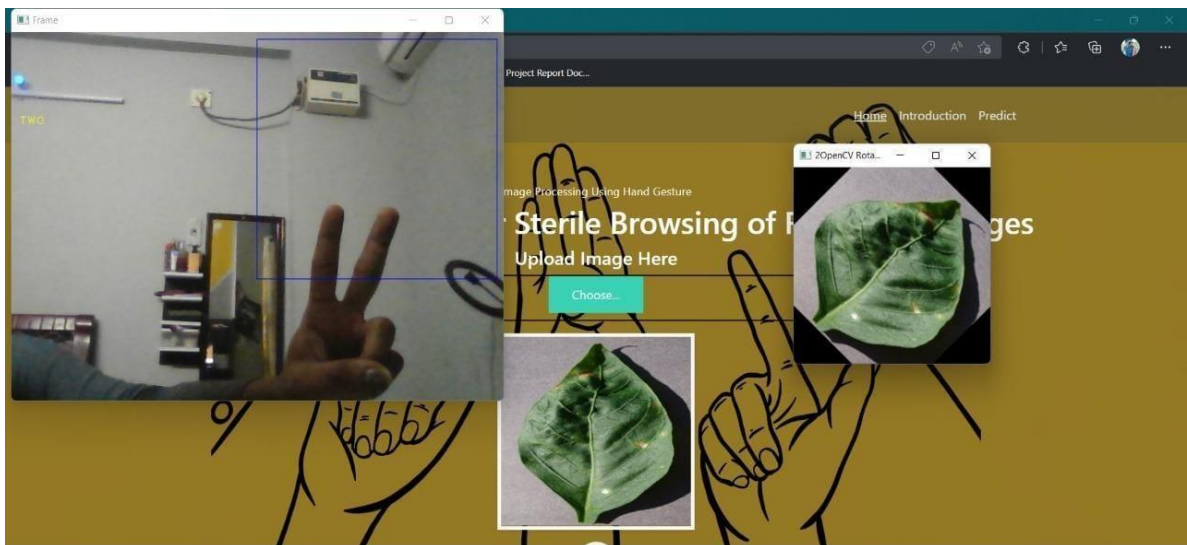 Frame
Project Report Doc...
TWO
Home Introduction Predict
2OpenCV Rota...
mage Processing Using Hand Gesture
Sterile Browsing of R
ges
Upload Image Here
Choose...